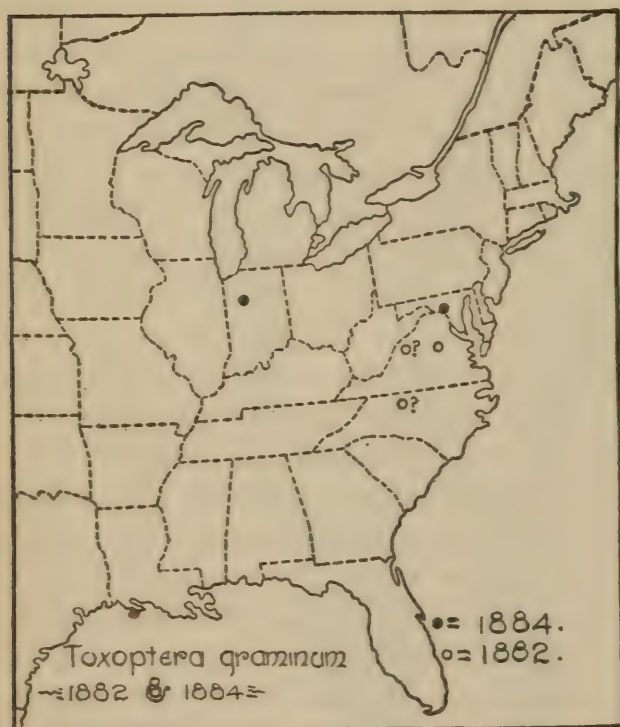 ?
?
●= 1884.
Toxoptera graminum
○= 1882.
1882 & 1884